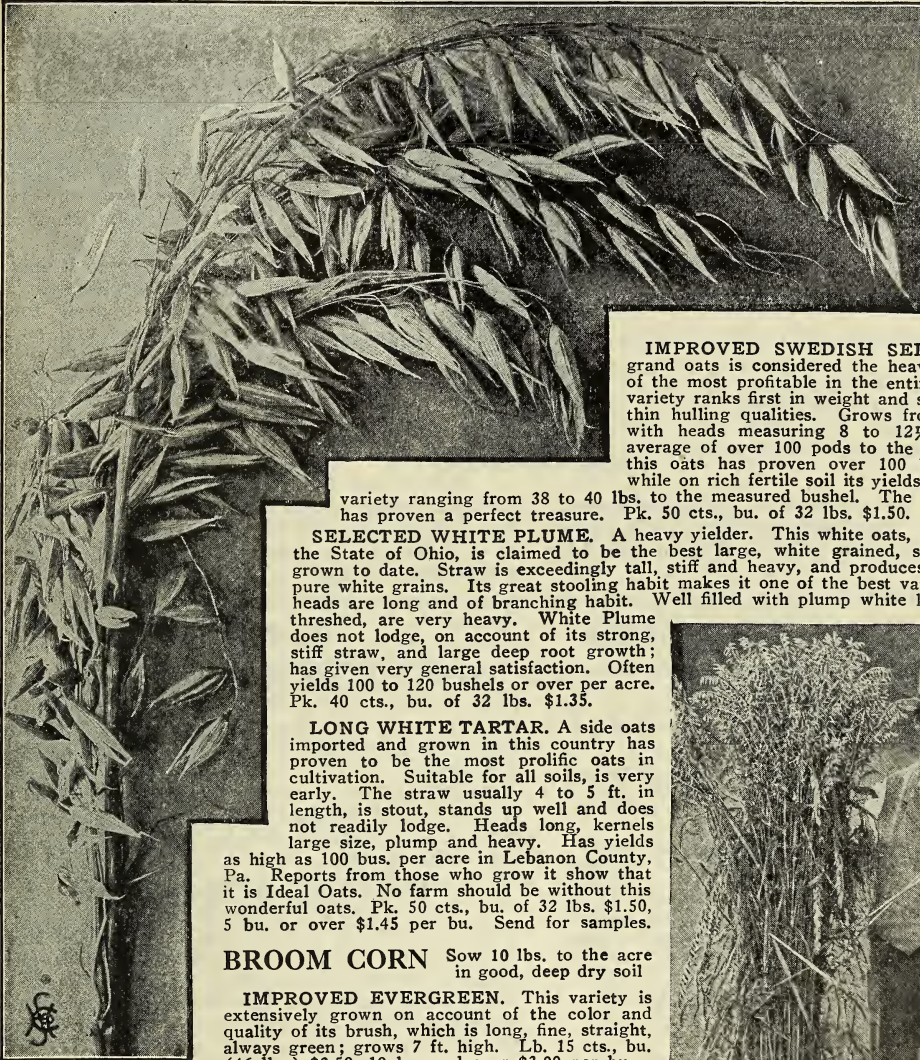 IMPROVED SWEDISH
grand oats is considered the
of the most profitable in the
variety ranks first in weight and
thin hulling qualities. Grows
with heads measuring 8 to
average of over 100 pods to the
this oats has proven over 100
while on rich fertile soil its yields
variety ranging from 38 to 40 lbs. to the measured bushel. The
has proven a perfect treasure. Pk. 50 cts., bu. of 32 lbs. $1.50.
SELECTED WHITE PLUME. A heavy yielder. This white oats,
the State of Ohio, is claimed to be the best large, white grained,
grown to date. Straw is exceedingly tall, stiff and heavy, and produces
pure white grains. Its great stooling habit makes it one of the best
heads are long and of branching habit. Well filled with plump white
threshed, are very heavy. White Plume
does not lodge, on account of its strong,
stiff straw, and large deep root growth;
has given very general satisfaction. Often
yields 100 to 120 bushels or over per acre.
Pk. 40 cts., bu. of 32 lbs. $1.35.
LONG WHITE TARTAR. A side oats
imported and grown in this country has
proven to be the most prolific oats in
cultivation. Suitable for all soils, is very
early. The straw usually 4 to 5 ft. in
length, is stout, stands up well and does
not readily lodge. Heads long, kernels
large size, plump and heavy. Has yields
as high as 100 bus. per acre in Lebanon County,
Pa. Reports from those who grow it show that
it is Ideal Oats. No farm should be without this
wonderful oats. Pk. 50 cts., bu. of 32 lbs. $1.50,
5 bu. or over $1.45 per bu. Send for samples.
BROOM CORN Sow 10 lbs. to the acre
in good, deep dry soil
IMPROVED EVERGREEN. This variety is
extensively grown on account of the color and
quality of its brush, which is long, fine, straight,
always green; grows 7 ft. high. Lb. 15 cts., bu.